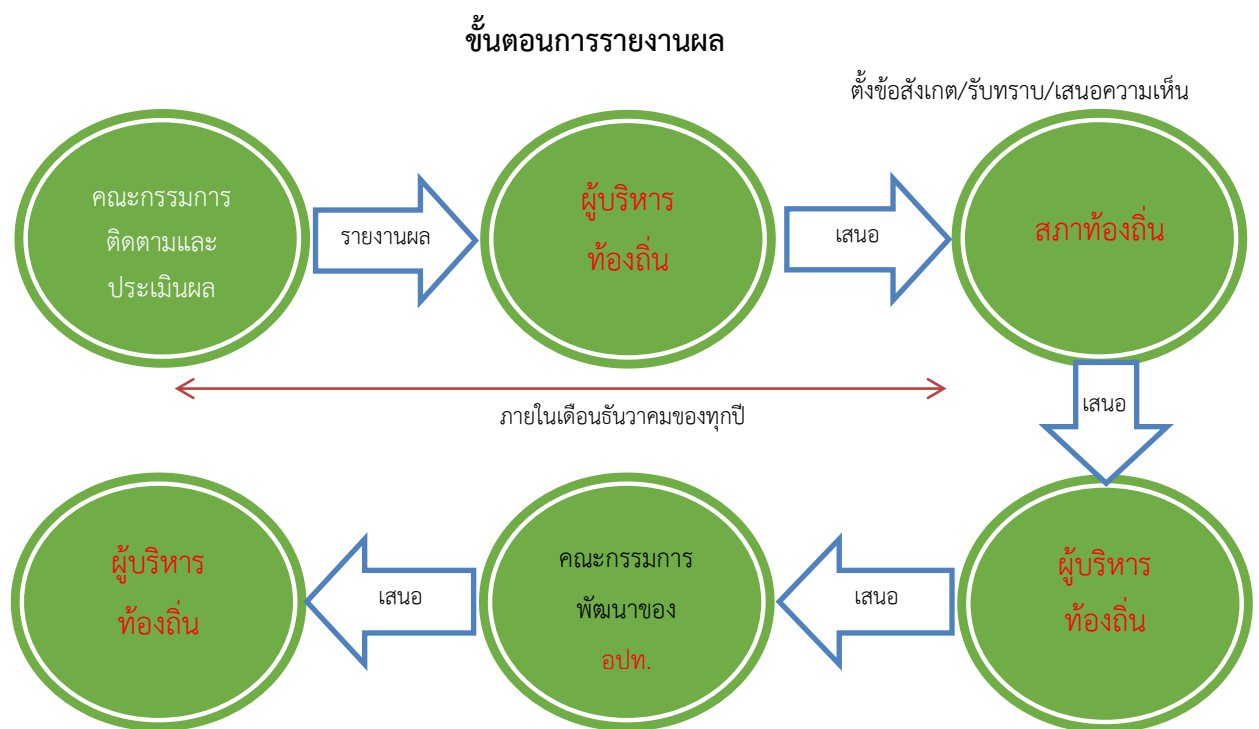 ขั้นตอนการรายงานผล
ตั้งข้อสังเกต/รับทราบ/เสนอความเห็น
คณะกรรมการ
ติดตามและ
ประเมินผล
รายงานผล
ผู้บริหาร
ท้องถิ่น
เสนอ
สภาท้องถิ่น
ภายในเดือนธันวาคมของทุกปี
เสนอ
ผู้บริหาร
ท้องถิ่น
เสนอ
คณะกรรมการ
พัฒนาของ
อปท.
เสนอ
ผู้บริหาร
ท้องถิ่น